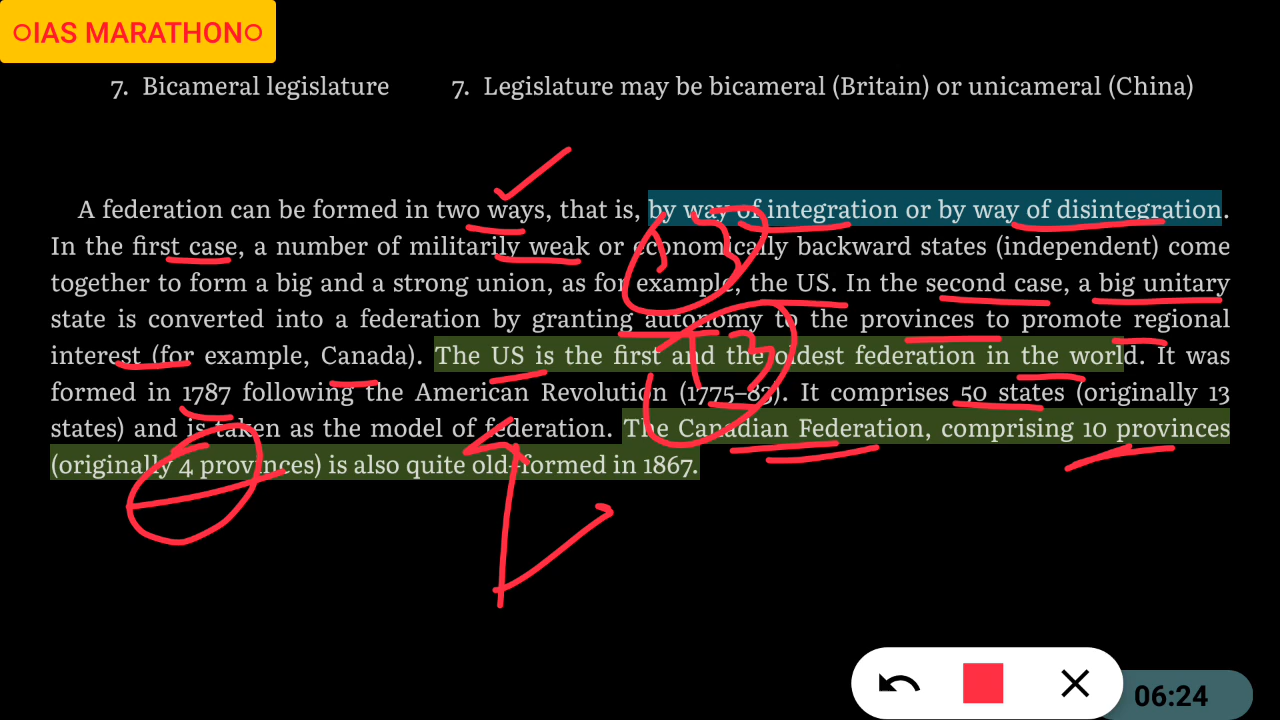 ○IAS MARATHON○
7. Bicameral legislature 7. Legislature may be bicameral (Britain) or unicameral (China)
A federation can be formed in two ways, that is, by way of integration or by way of disintegration.
In the first case, a number of militarily weak or economically backward states (independent) come
together to form a big and a strong union, as for example, the US. In the second case, a big unitary
state is converted into a federation by granting autonomy to the provinces to promote regional
interest (for example, Canada). The US is the first and the oldest federation in the world. It was
formed in 1787 following the American Revolution (1775–83). It comprises 50 states (originally 13
states) and is taken as the model of federation. The Canadian Federation, comprising 10 provinces
(originally 4 provinces) is also quite old-formed in 1867.
06:24